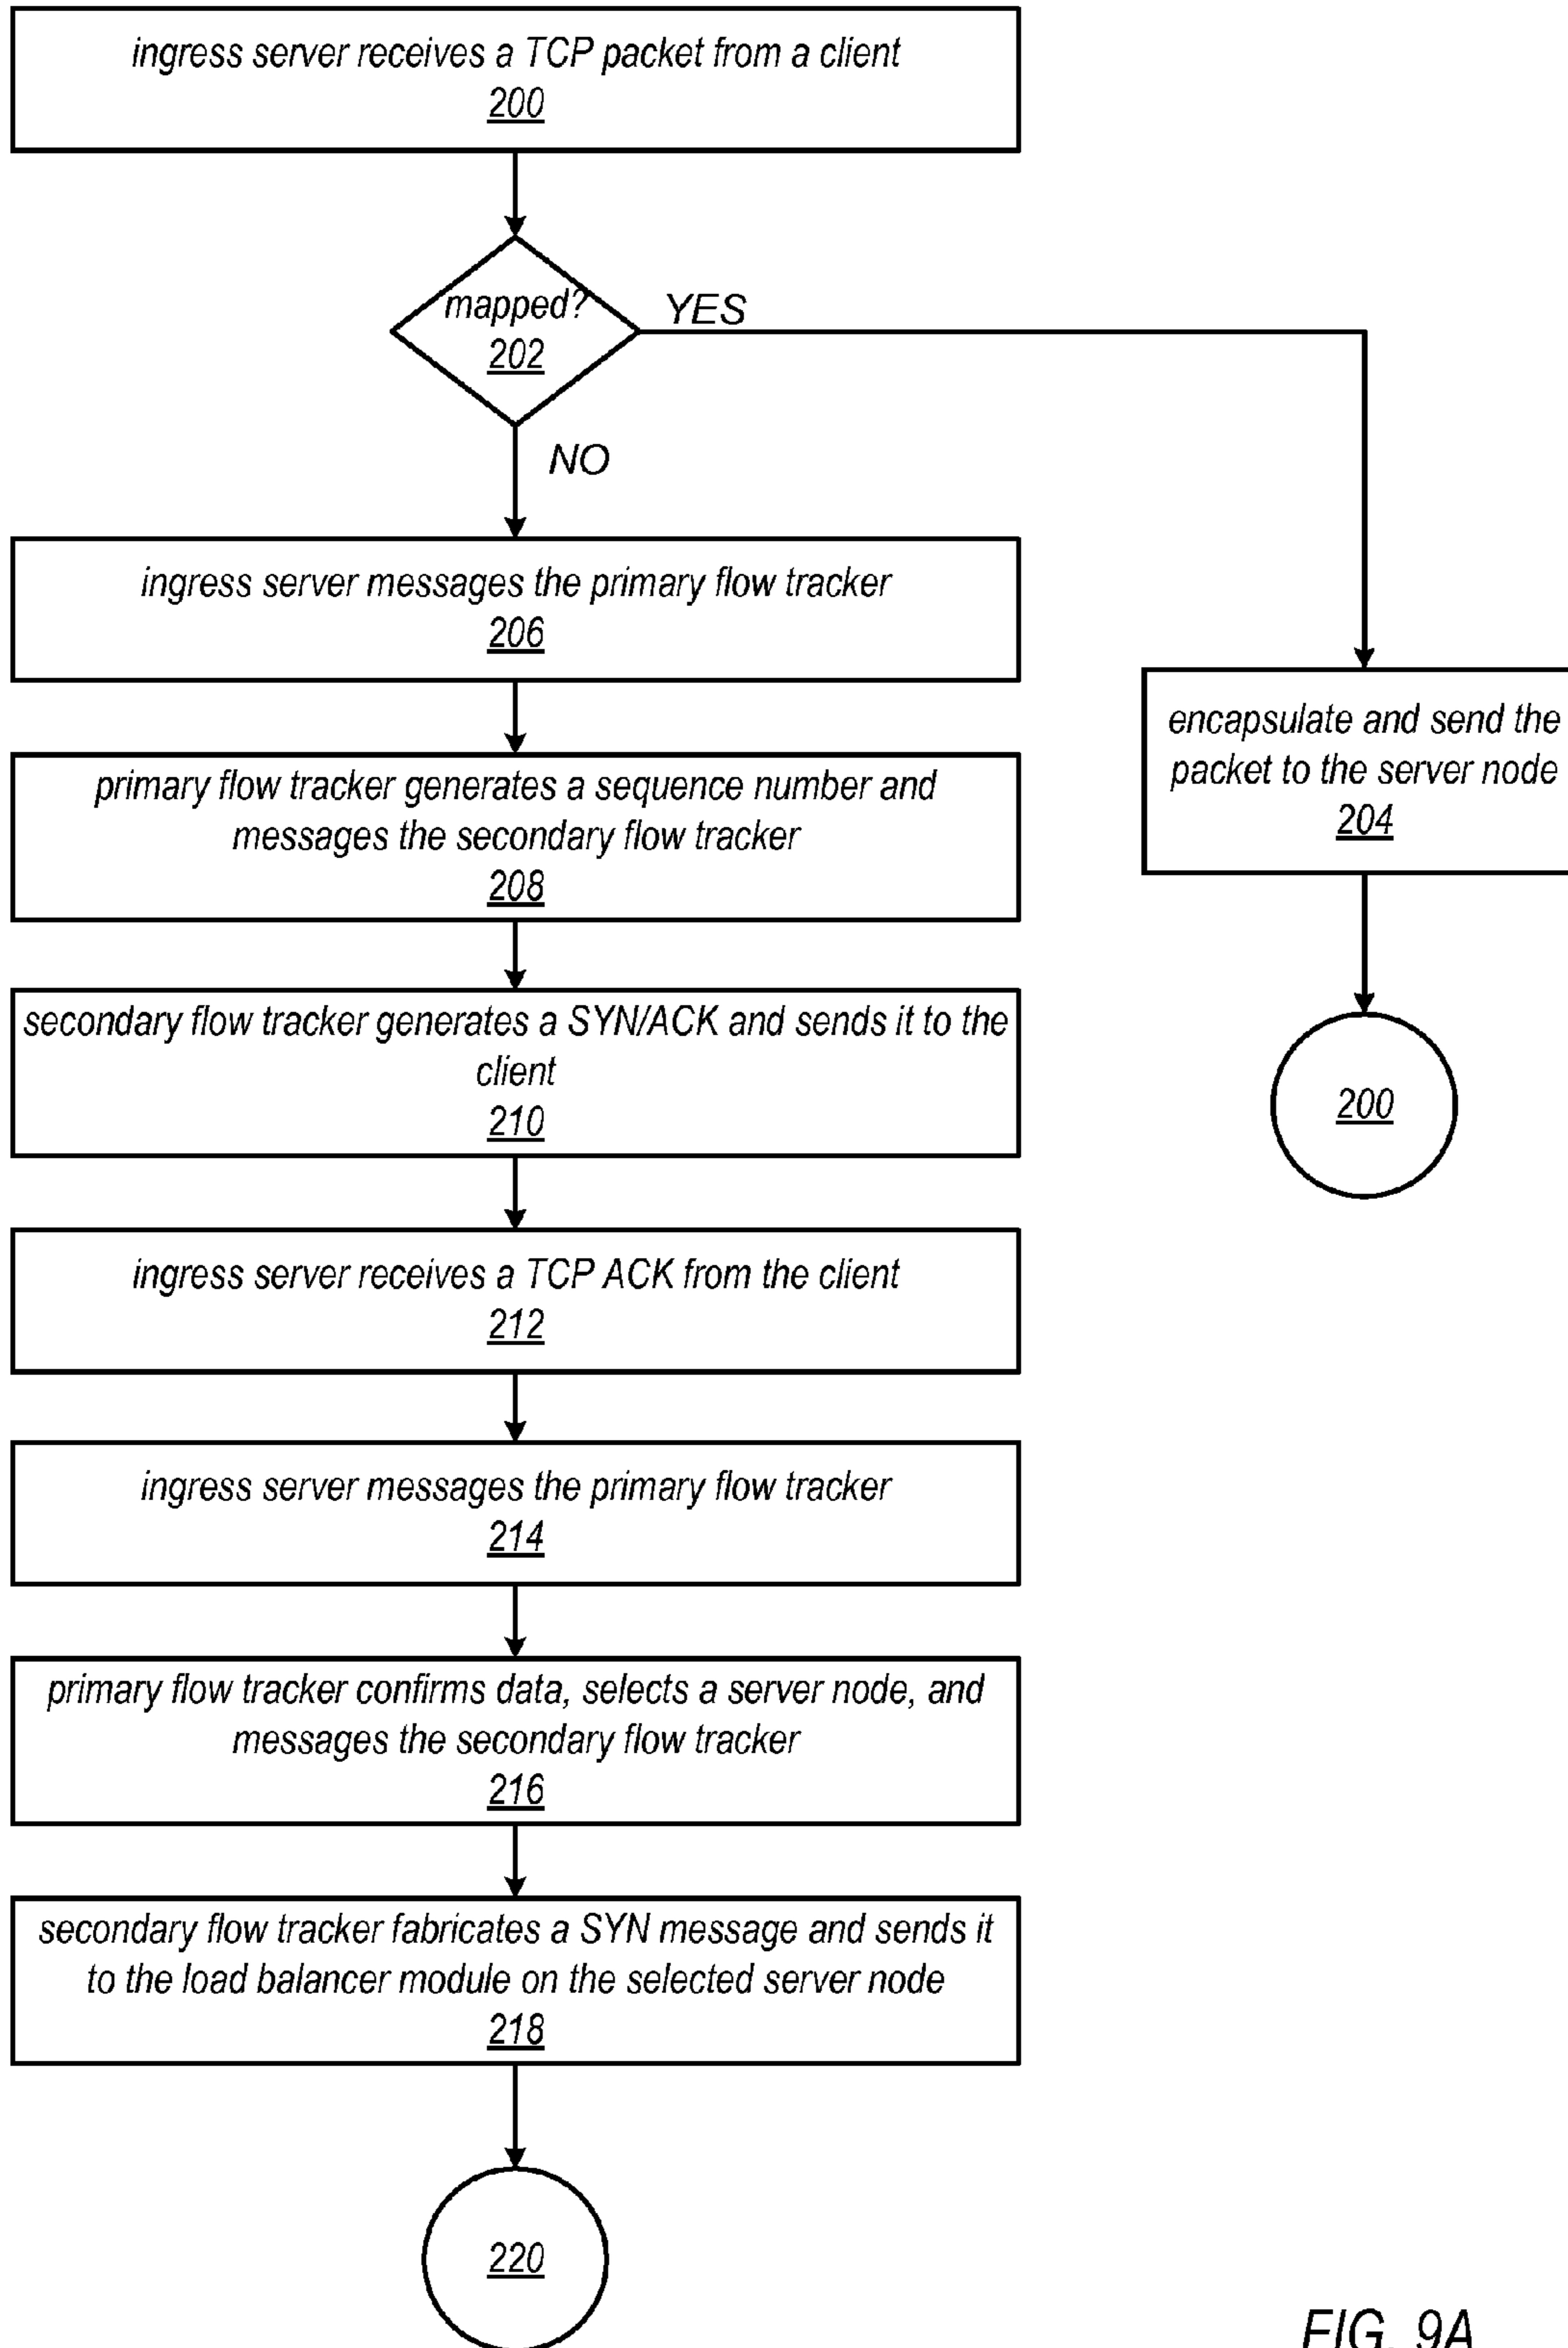 ingress server receives a TCP packet from a client
200
mapped?
202
YES
NO
ingress server messages the primary flow tracker
206
encapsulate and send the
packet to the server node
204
primary flow tracker generates a sequence number and
messages the secondary flow tracker
208
secondary flow tracker generates a SYN/ACK and sends it to the
client
210
200
ingress server receives a TCP ACK from the client
212
ingress server messages the primary flow tracker
214
primary flow tracker confirms data, selects a server node, and
messages the secondary flow tracker
216
secondary flow tracker fabricates a SYN message and sends it
to the load balancer module on the selected server node
218
220
FIG. 9A